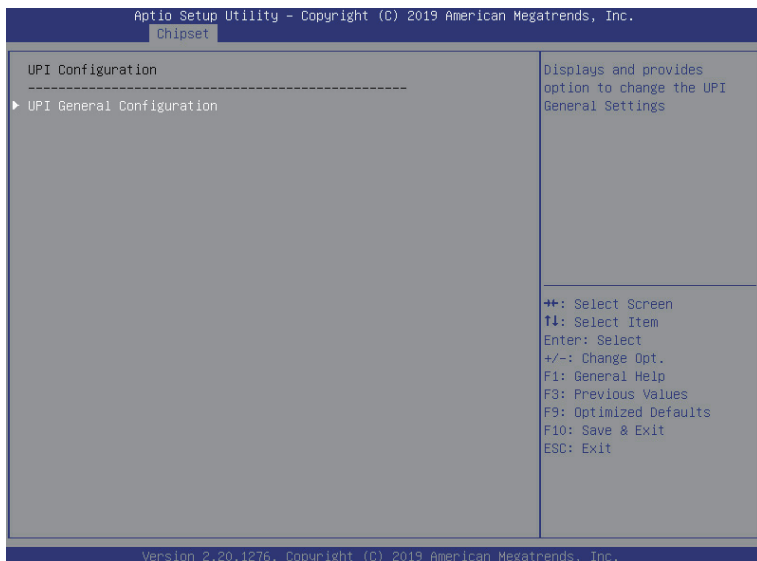 Aptio Setup Utility – Copyright (C) 2019 American Megatrends, Inc.
Chipset
UPI Configuration
--------------------------------------------------
▶ UPI General Configuration
Displays and provides
option to change the UPI
General Settings
→←: Select Screen
↑↓: Select Item
Enter: Select
+/-: Change Opt.
F1: General Help
F3: Previous Values
F9: Optimized Defaults
F10: Save & Exit
ESC: Exit
Version 2.20.1276. Copyright (C) 2019 American Megatrends, Inc.